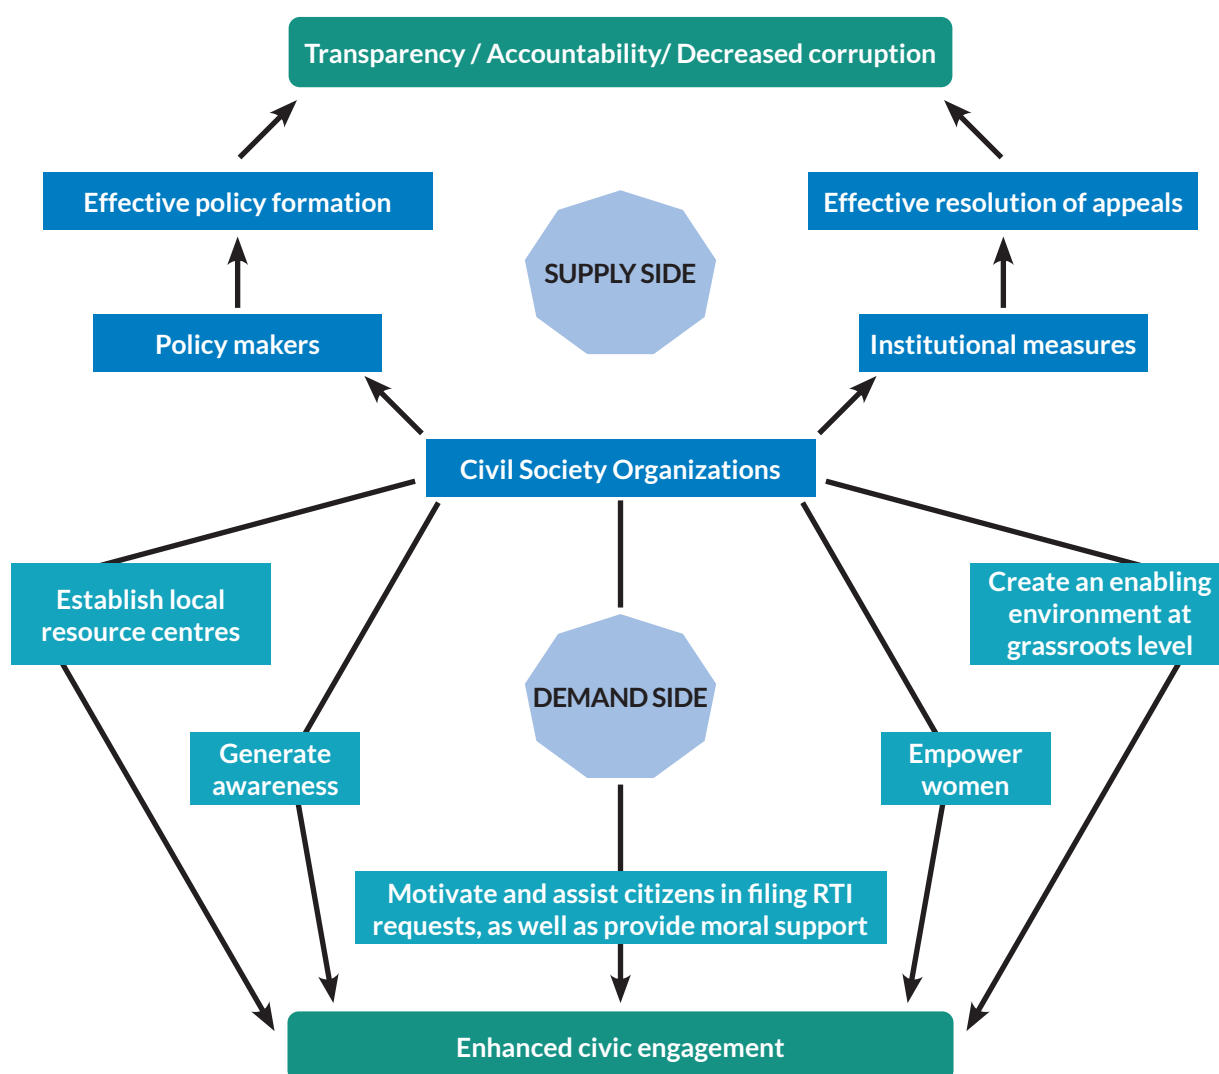 Transparency / Accountability/ Decreased corruption
Effective policy formation
Effective resolution of appeals
SUPPLY SIDE
Policy makers
Institutional measures
Civil Society Organizations
Establish local
resource centres
Create an enabling
environment at
grassroots level
DEMAND SIDE
Generate
awareness
Empower
women
Motivate and assist citizens in filing RTI
requests, as well as provide moral support
Enhanced civic engagement